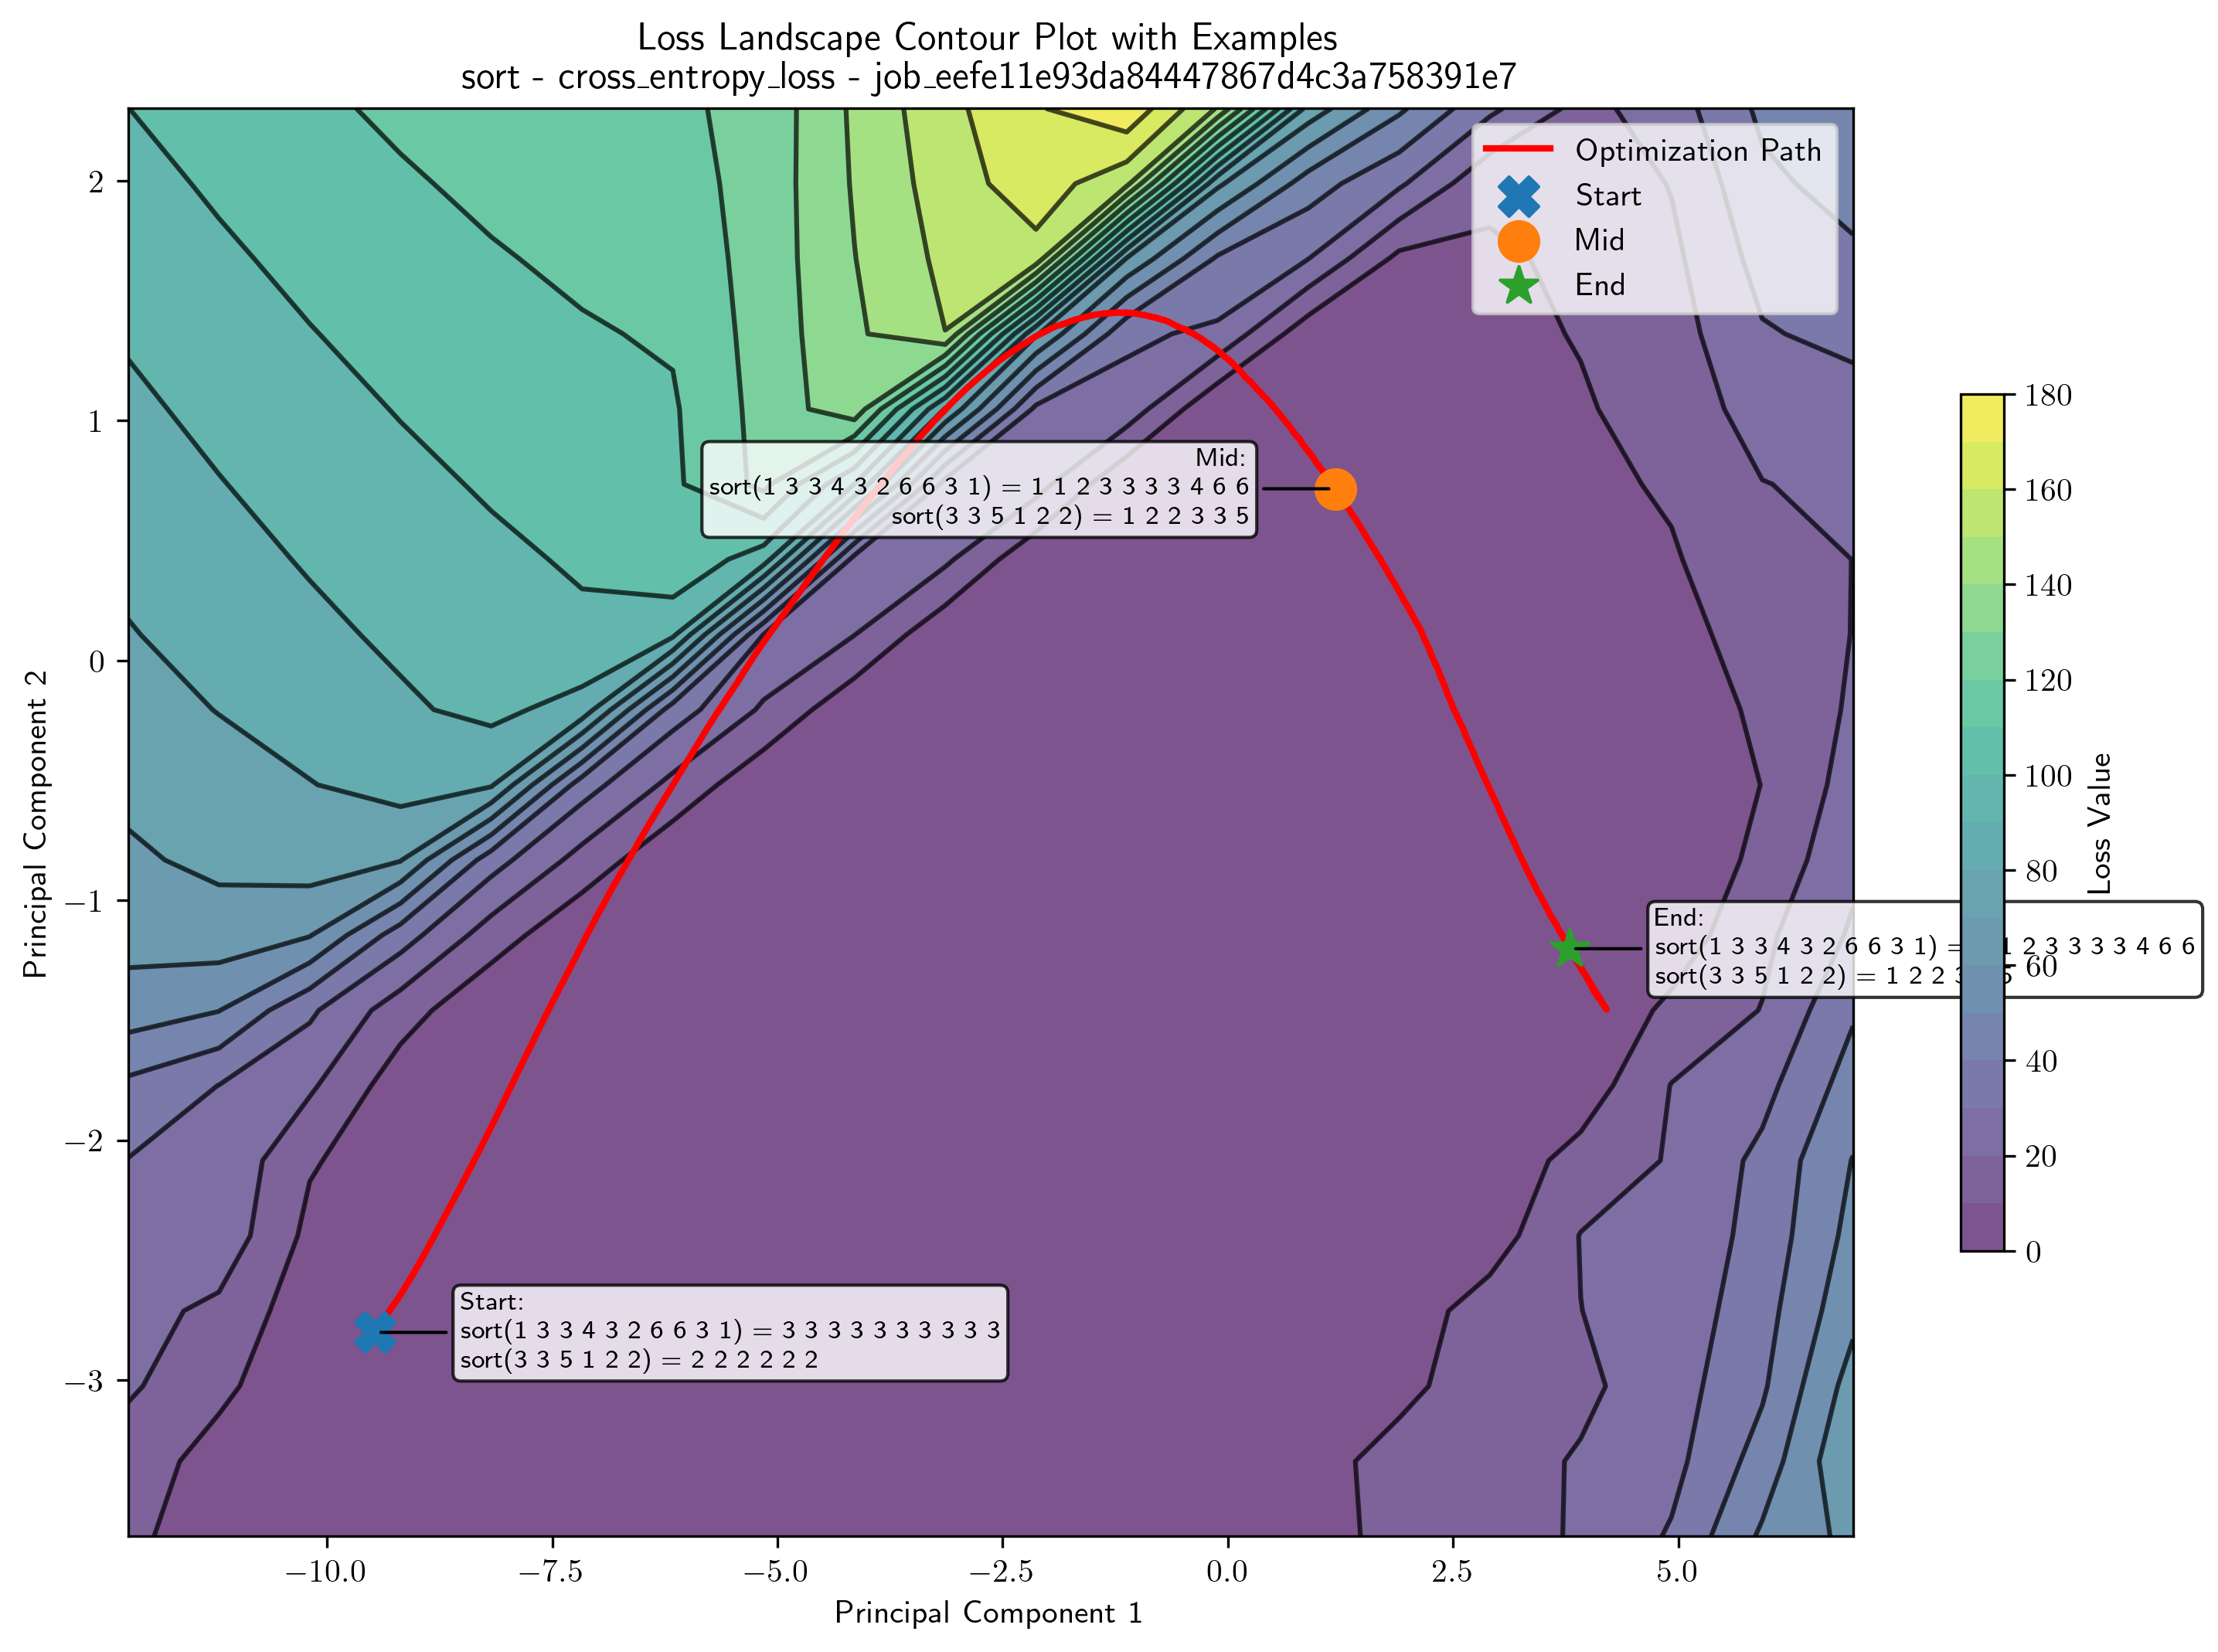 Loss Landscape Contour Plot with Examples
sort - cross_entropy_loss - job_eefe11e93da84447867d4c3a758391e7
Optimization Path
Start
Mid
End
2
1
0
−1
−2
−3
Principal Component 2
Mid:
sort(1 3 3 4 3 2 6 6 3 1) = 1 1 2 3 3 3 3 4 6 6
sort(3 3 5 1 2 2) = 1 2 2 3 3 5
End:
sort(1 3 3 4 3 2 6 6 3 1) = 1 2 3 3 3 3 4 6 6
sort(3 3 5 1 2 2) = 1 2 2 3 5
Start:
sort(1 3 3 4 3 2 6 6 3 1) = 3 3 3 3 3 3 3 3 3 3
sort(3 3 5 1 2 2) = 2 2 2 2 2 2
−10.0
−7.5
−5.0
−2.5
0.0
2.5
5.0
Principal Component 1
180
160
140
120
100
80
60
40
20
0
Loss Value